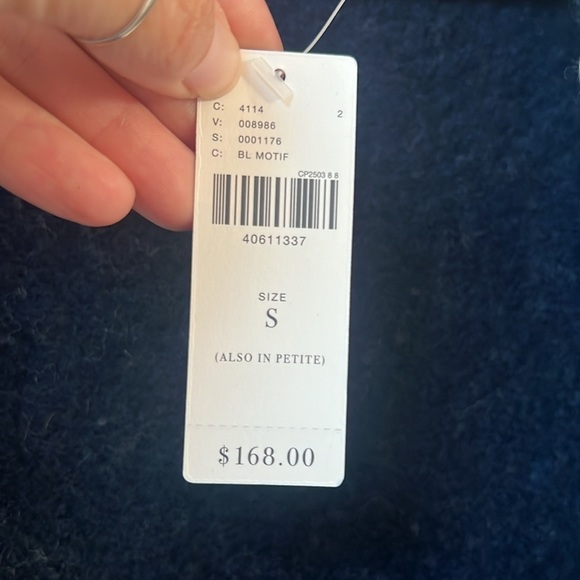 C: 4114 2
V: 008986
S: 0001176
C: BL MOTIF
CP2503 8 8
40611337
SIZE
S
(ALSO IN PETITE)
$168.00